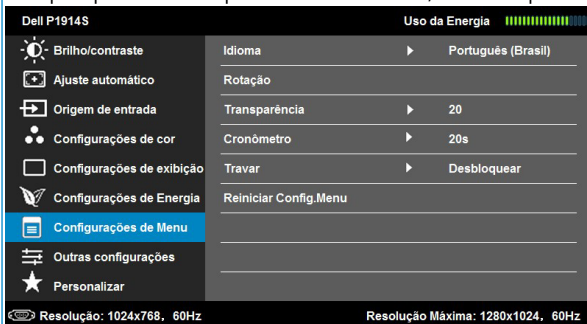 Dell P1914S Uso da Energia
Brilho/contraste Idioma Português (Brasil)
Ajuste automático Rotação
Origem de entrada Transparência 20
Configurações de cor Cronômetro 20s
Configurações de exibição Travar Desbloquear
Configurações de Energia Reiniciar Config.Menu
Configurações de Menu
Outras configurações
Personalizar
Resolução: 1024x768, 60Hz Resolução Máxima: 1280x1024, 60Hz